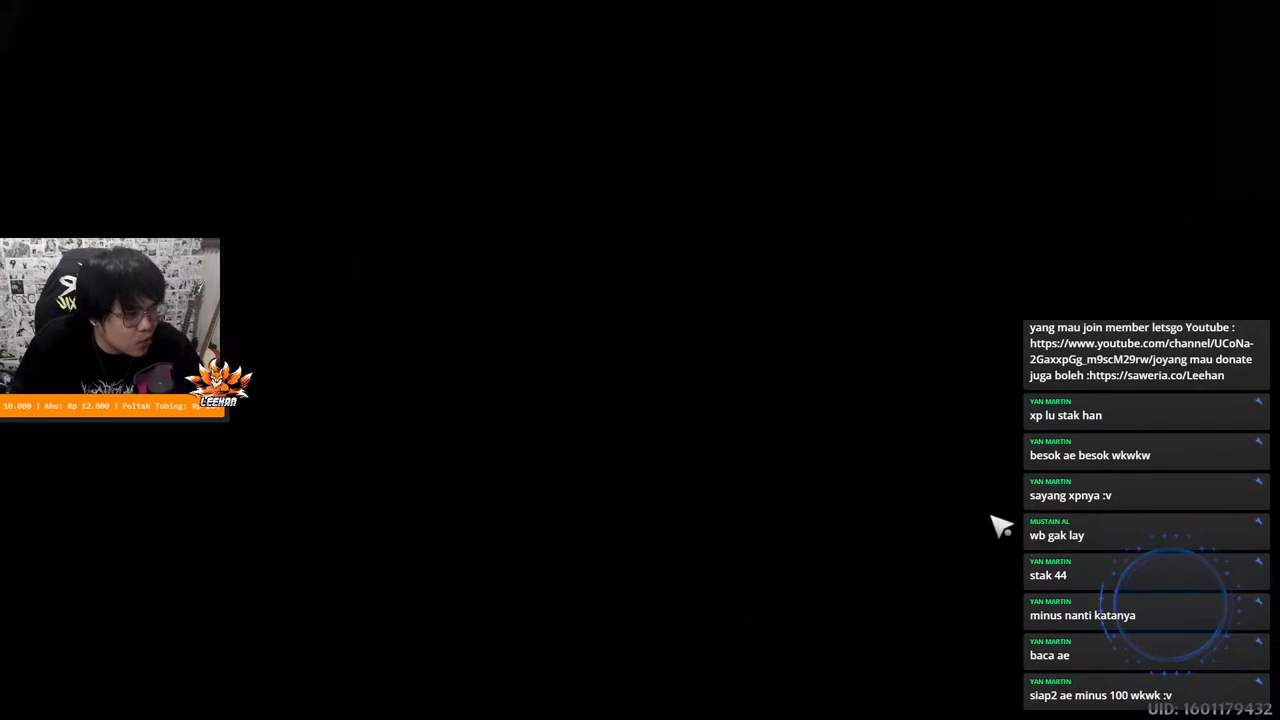 yang mau join member letsgo Youtube :
https://www.youtube.com/channel/UCoNa-
2GaxxpGg_m9scM29rw/joyang mau donate
juga boleh :https://saweria.co/Leehan
YAN MARTIN
xp lu stak han
YAN MARTIN
besok ae besok wkwkw
YAN MARTIN
sayang xpnya :v
MUSTAIN AL
wb gak lay
YAN MARTIN
stak 44
YAN MARTIN
minus nanti katanya
YAN MARTIN
baca ae
YAN MARTIN
siap2 ae minus 100 wkwk :v
LEEHAN
10.000 | Ahu: Rp 12.000 | Poltak Tobing:
UID: 1601179432